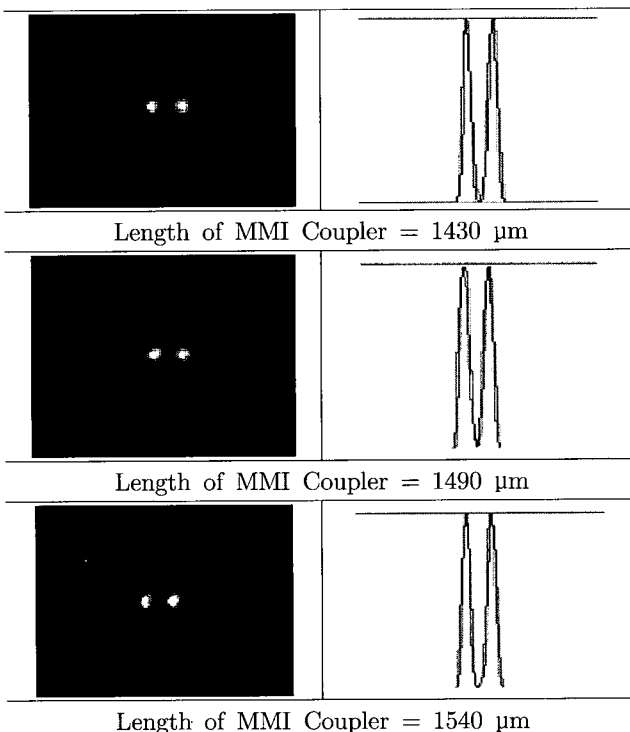 Length of MMI Coupler = 1430 μm
Length of MMI Coupler = 1490 μm
Length of MMI Coupler = 1540 μm